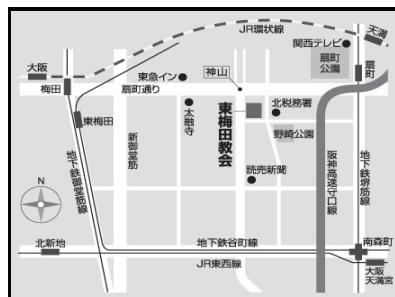 JR環状線
天満
関西テレビ
大阪
扇町公園
扇町
東急イン
神山
梅田
扇町通り
北税務署
東梅田
太融寺
東梅田教会
野崎公園
新御堂筋
読売新聞
地下鉄御堂筋線
阪神高速守口線
地下鉄堺筋線
N
北新地
地下鉄谷町線
南森町
JR東西線
大阪天満宮